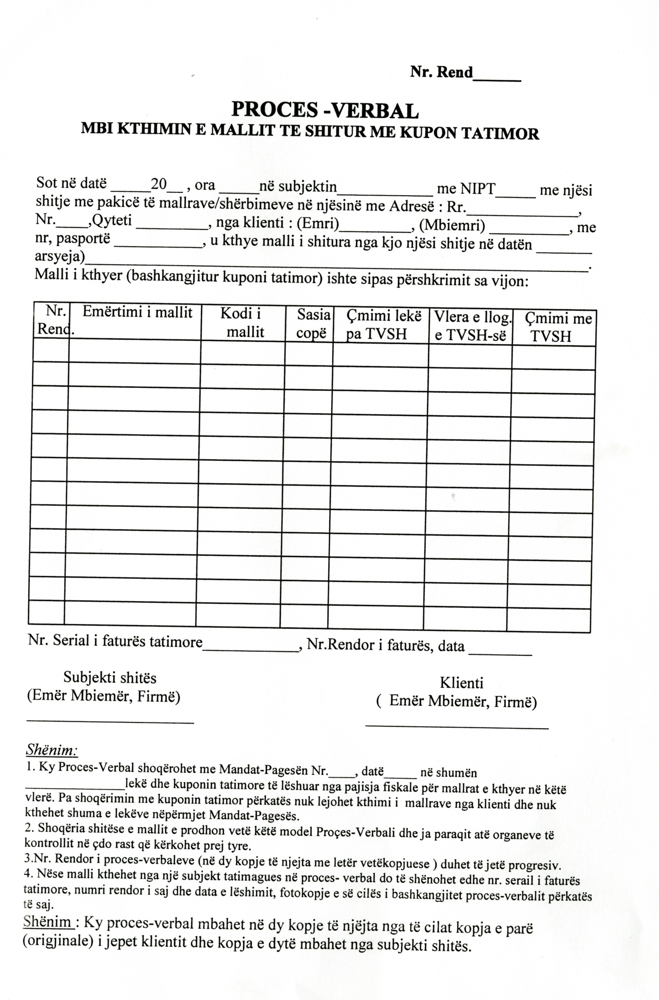 Nr. Rend______
PROCES -VERBAL
MBI KTHIMIN E MALLIT TE SHITUR ME KUPON TATIMOR
Sot në datë _____20__ , ora _____në subjektin____________ me NIPT_____ me njësi
shitje me pakicë të mallrave/shërbimeve në njësinë me Adresë : Rr.______________,
Nr.____,Qyteti _________, nga klienti : (Emri)_________, (Mbiemri) __________, me
nr, pasportë ___________, u kthye malli i shitura nga kjo njësi shitje në datën _______
arsyeja)_______________________________________________________________.
Malli i kthyer (bashkangjitur kuponi tatimor) ishte sipas përshkrimit sa vijon:
Nr. Emërtimi i mallit Kodi i Sasia Çmimi lekë Vlera e llog. Çmimi me
Rend. mallit copë pa TVSH e TVSH-së TVSH
Nr. Serial i faturës tatimore____________, Nr.Rendor i faturës, data ________
Subjekti shitës Klienti
(Emër Mbiemër, Firmë) ( Emër Mbiemër, Firmë)
_____________________ _______________________
Shënim:
1. Ky Proces-Verbal shoqërohet me Mandat-Pagesën Nr.____, datë_____ në shumën
_______________lekë dhe kuponin tatimore të lëshuar nga pajisja fiskale për mallrat e kthyer në këtë
vlerë. Pa shoqërimin me kuponin tatimor përkatës nuk lejohet kthimi i mallrave nga klienti dhe nuk
kthehet shuma e lekëve nëpërmjet Mandat-Pagesës.
2. Shoqëria shitëse e mallit e prodhon vetë këtë model Proçes-Verbali dhe ja paraqit atë organeve të
kontrollit në çdo rast që kërkohet prej tyre.
3.Nr. Rendor i proces-verbaleve (në dy kopje të njejta me letër vetëkopjuese ) duhet të jetë progresiv.
4. Nëse malli kthehet nga një subjekt tatimagues në proces- verbal do të shënohet edhe nr. serail i faturës
tatimore, numri rendor i saj dhe data e lëshimit, fotokopje e së cilës i bashkangjitet proces-verbalit përkatës
të saj.
Shënim : Ky proces-verbal mbahet në dy kopje të njëjta nga të cilat kopja e parë
(origjinale) i jepet klientit dhe kopja e dytë mbahet nga subjekti shitës.